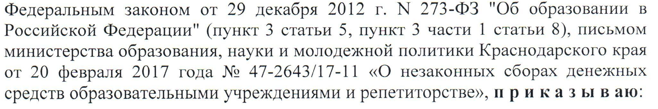 Федеральным законом от 29 декабря 2012 г. N 273-ФЗ "Об образовании в
Российской Федерации" (пункт 3 статьи 5, пункт 3 части 1 статьи 8), письмом
министерства образования, науки и молодежной политики Краснодарского края
от 20 февраля 2017 года № 47-2643/17-11 «О незаконных сборах денежных
средств образовательными учреждениями и репетиторстве», п р и к а з ы в а ю: